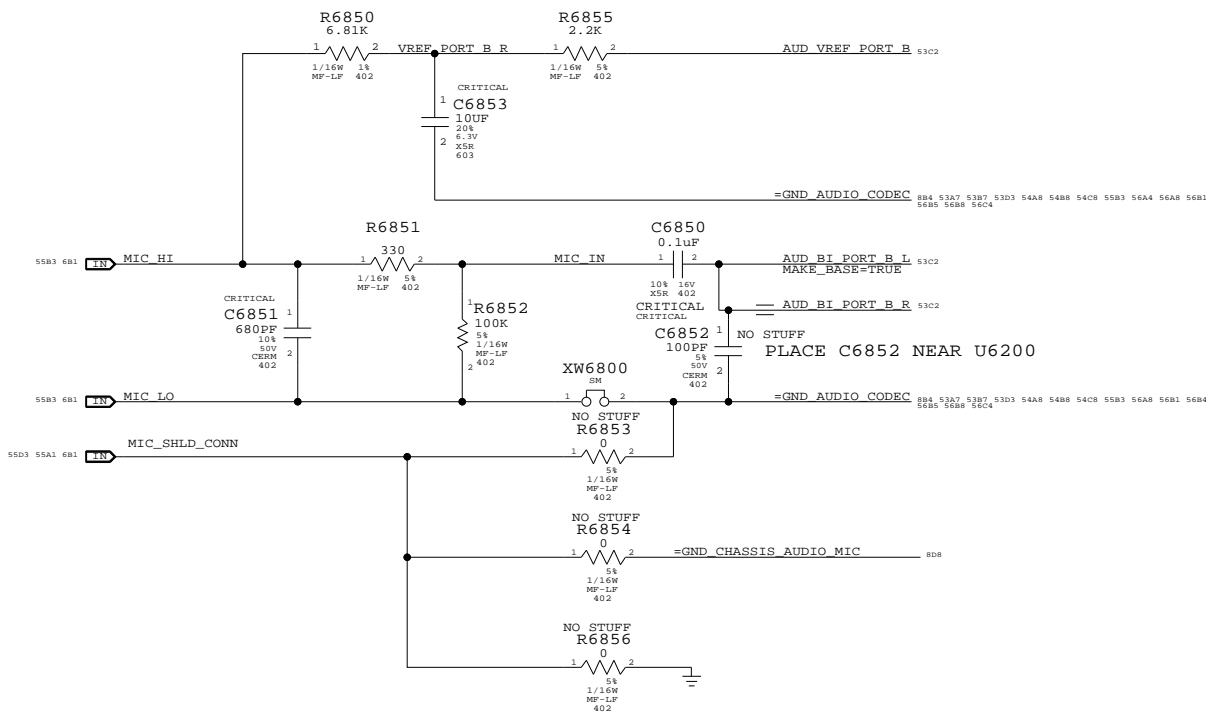 R6850
6.81K
1 2
1/16W 1%
MF-LF 402
VREF_PORT_B_R
R6855
2.2K
1 2
1/16W 5%
MF-LF 402
AUD_VREF_PORT_B 53C2
CRITICAL
1
C6853
10UF
20%
6.3V
2
X5R
603
=GND_AUDIO_CODEC 8B4 53A7 53B7 53D3 54A8 54B8 54C8 55B3 56A4 56A8 56B1
56B5 56B8 56C4
55B3 6B1 IN MIC_HI
R6851
330
1 2
1/16W 5%
MF-LF 402
MIC_IN
C6850
0.1uF
1 2
10% 16V
X5R 402
CRITICAL
AUD_BI_PORT_B_L 53C2
MAKE_BASE=TRUE
AUD_BI_PORT_B_R 53C2
CRITICAL
C6851
1
680PF
10%
50V
2
CERM
402
1
R6852
100K
5%
1/16W
MF-LF
2
402
CRITICAL
C6852
1
NO STUFF
100PF
5%
50V
2
CERM
402
PLACE C6852 NEAR U6200
55B3 6B1 IN MIC_LO
XW6800
SM
1 2
=GND_AUDIO_CODEC 8B4 53A7 53B7 53D3 54A8 54B8 54C8 55B3 56A8 56B1 56B4
56B5 56B8 56C4
55D3 55A1 6B1 IN MIC_SHLD_CONN
NO STUFF
R6853
0
1 2
5%
1/16W
MF-LF
402
NO STUFF
R6854
0
1 2
5%
1/16W
MF-LF
402
=GND_CHASSIS_AUDIO_MIC 8D8
NO STUFF
R6856
0
1 2
5%
1/16W
MF-LF
402